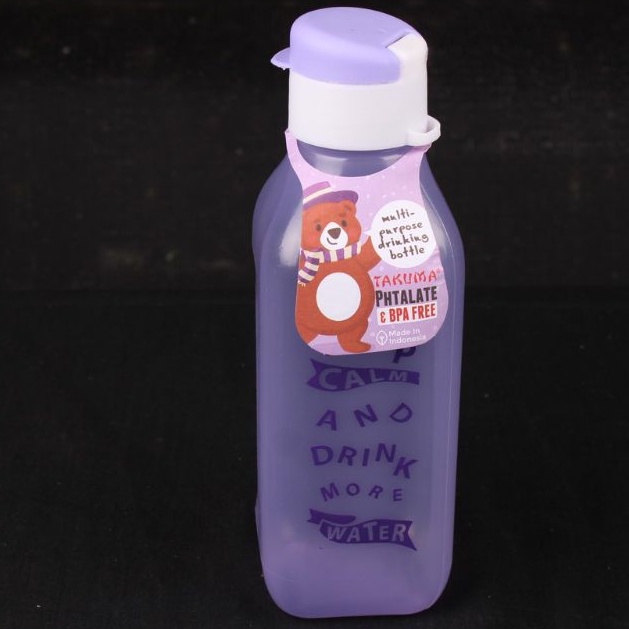 multi-
purpose
drinking
bottle
TAKUMA®
PHTALATE
& BPA FREE
Made in
Indonesia
P
CALM
AND
DRINK
MORE
WATER